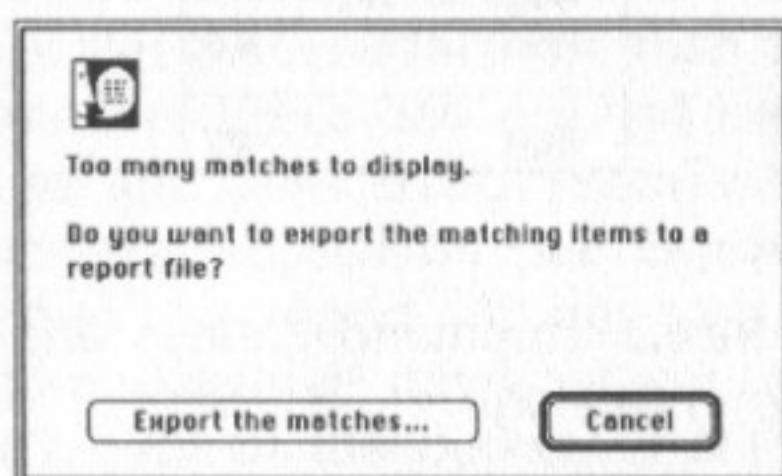 Too many matches to display.
Do you want to export the matching items to a
report file?
Export the matches...
Cancel